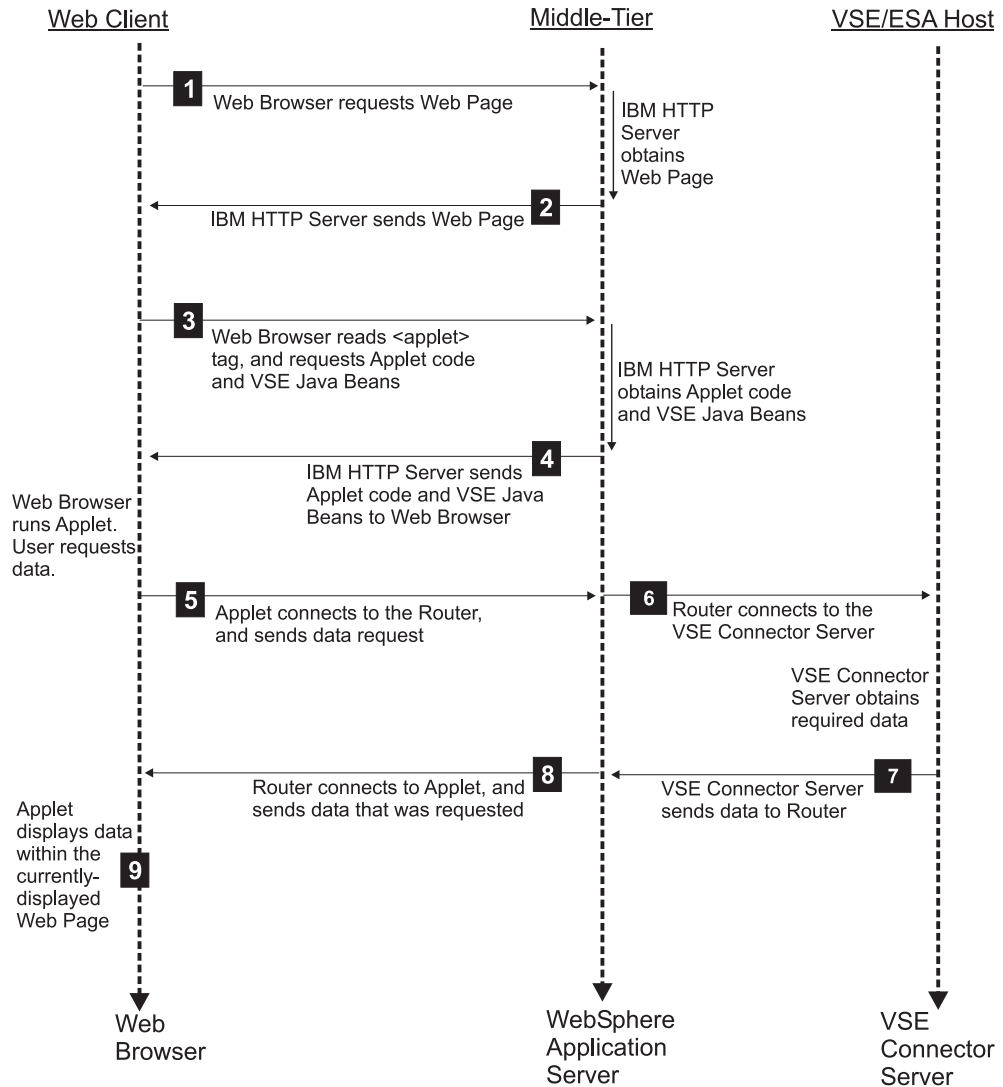 Web Client
Middle-Tier
VSE/ESA Host
1
Web Browser requests Web Page
IBM HTTP
Server
obtains
Web Page
2
IBM HTTP Server sends Web Page
3
Web Browser reads <applet>
tag, and requests Applet code
and VSE Java Beans
IBM HTTP Server
obtains Applet code
and VSE Java Beans
4
IBM HTTP Server sends
Applet code and VSE Java
Beans to Web Browser
Web Browser
runs Applet.
User requests
data.
5
Applet connects to the Router,
and sends data request
6
Router connects to the
VSE Connector Server
VSE Connector
Server obtains
required data
7
VSE Connector Server
sends data to Router
8
Router connects to Applet, and
sends data that was requested
Applet
displays data
within the
currently-
displayed
Web Page
9
Web
Browser
WebSphere
Application
Server
VSE
Connector
Server